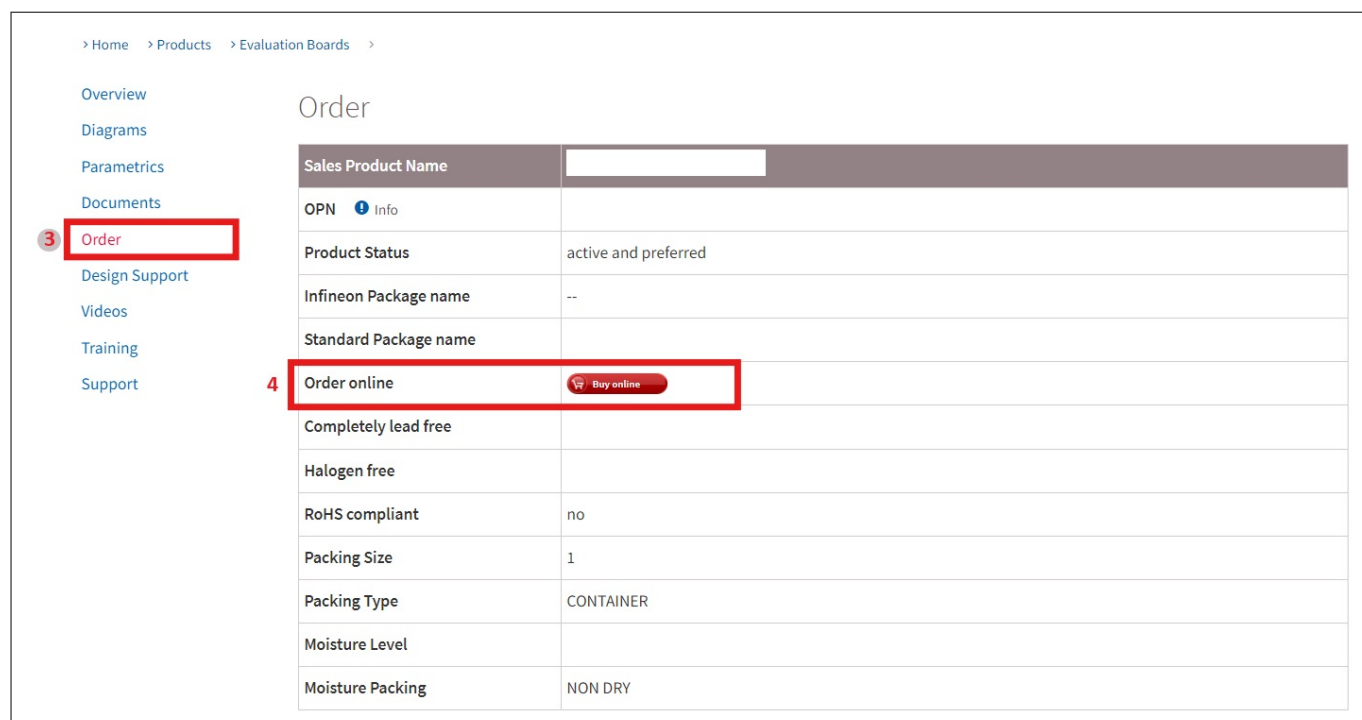 > Home > Products > Evaluation Boards >
Overview
Diagrams
Parametrics
Documents
3 Order
Design Support
Videos
Training
Support
Order
Sales Product Name
OPN Info
Product Status active and preferred
Infineon Package name --
Standard Package name
4 Order online Buy online
Completely lead free
Halogen free
RoHS compliant no
Packing Size 1
Packing Type CONTAINER
Moisture Level
Moisture Packing NON DRY